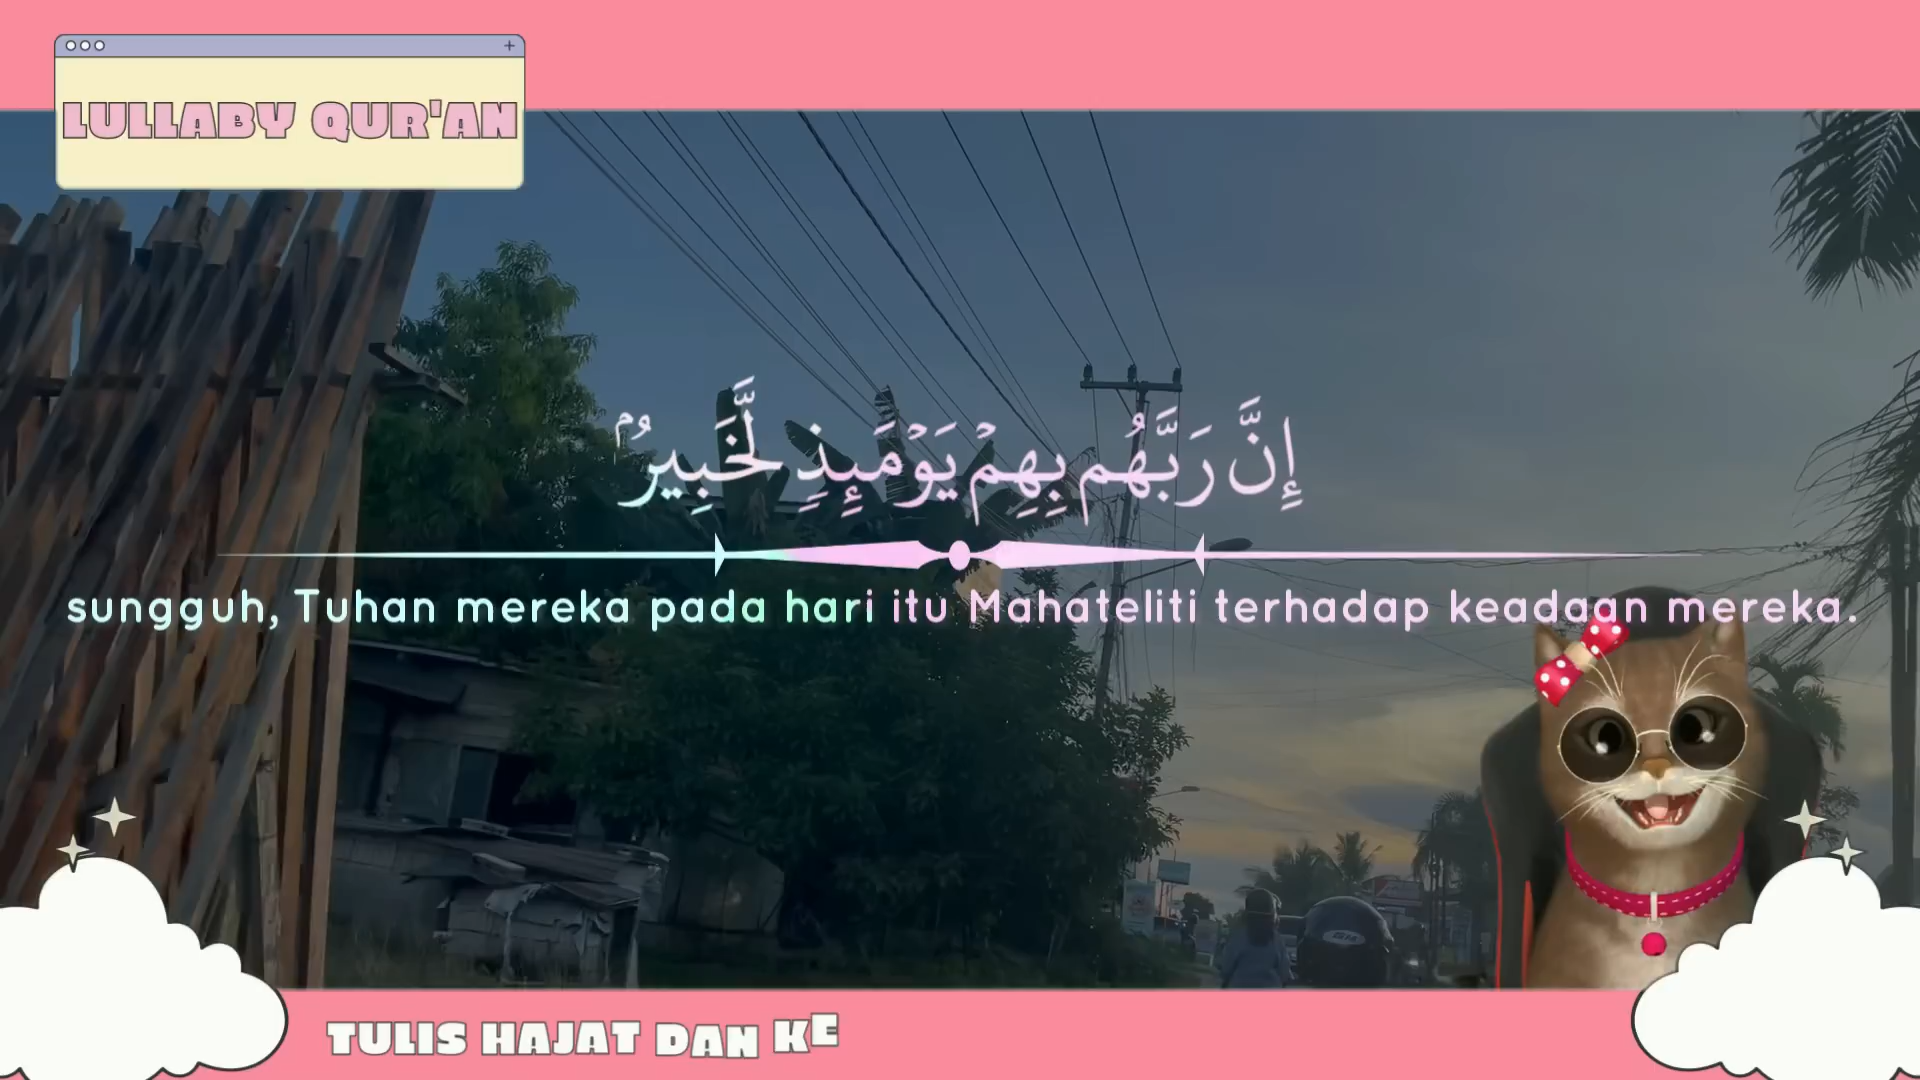 LULLABY QUR'AN
إِنَّ رَبَّهُم بِهِمْ يَوْمَئِذٍ لَّخَبِيرٌۢ
sungguh, Tuhan mereka pada hari itu Mahateliti terhadap keadaan mereka.
TULIS HAJAT DAN KE